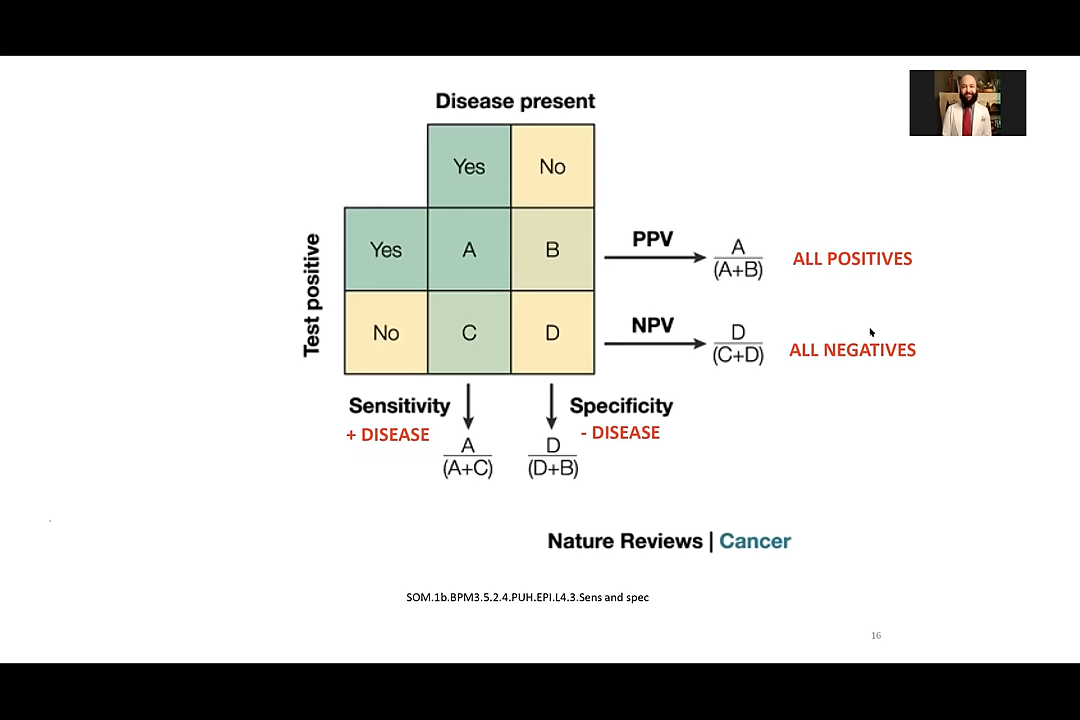 Disease present
Yes No
Test positive
Yes A B
PPV
A
(A+B)
ALL POSITIVES
No C D
NPV
D
(C+D)
ALL NEGATIVES
Sensitivity
+ DISEASE
A
(A+C)
Specificity
- DISEASE
D
(D+B)
Nature Reviews | Cancer
SOM.1b.BPM3.5.2.4.PUH.EPI.L4.3.Sens and spec
16